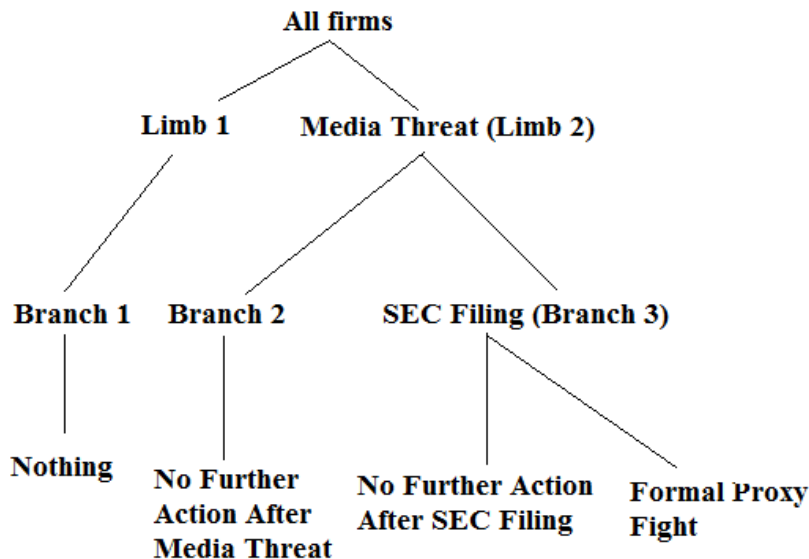 All firms
Limb 1
Media Threat (Limb 2)
Branch 1
Branch 2
SEC Filing (Branch 3)
Nothing
No Further
Action After
Media Threat
No Further Action
After SEC Filing
Formal Proxy
Fight